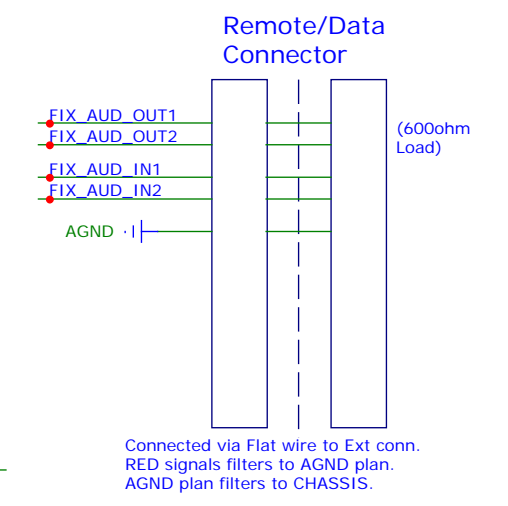 Remote/Data
Connector
FIX_AUD_OUT1
FIX_AUD_OUT2
(600ohm
Load)
FIX_AUD_IN1
FIX_AUD_IN2
AGND
Connected via Flat wire to Ext conn.
RED signals filters to AGND plan.
AGND plan filters to CHASSIS.